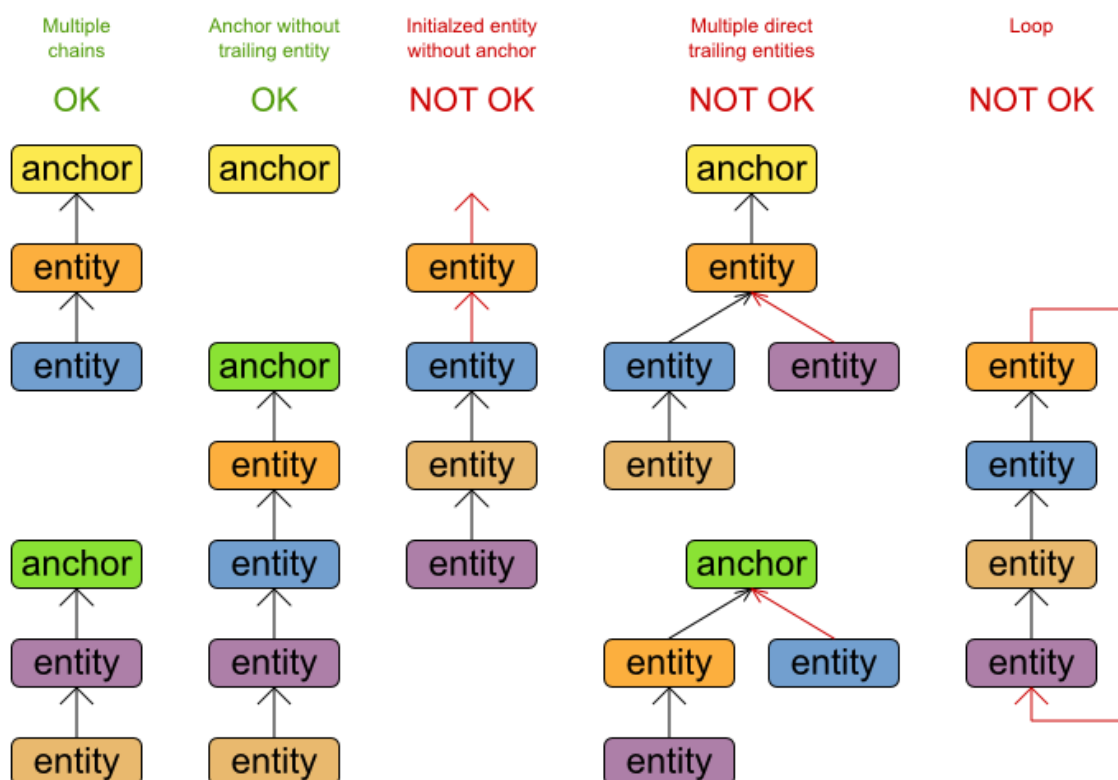 Multiple
chains
OK
anchor
entity
entity
anchor
entity
entity
Anchor without
trailing entity
OK
anchor
anchor
entity
entity
entity
entity
Initialzed entity
without anchor
NOT OK
entity
entity
entity
entity
Multiple direct
trailing entities
NOT OK
anchor
entity
entity
entity
entity
anchor
entity
entity
entity
Loop
NOT OK
entity
entity
entity
entity